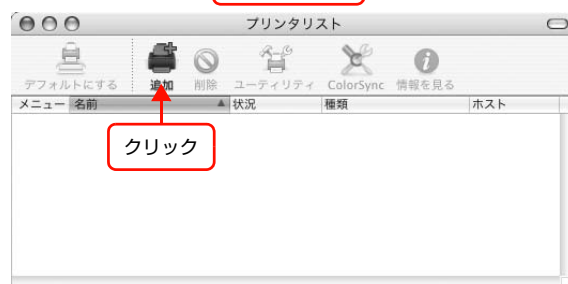 プリンタリスト
デフォルトにする 追加 削除 ユーティリティ ColorSync 情報を見る
メニュー 名前 状況 種類 ホスト
クリック